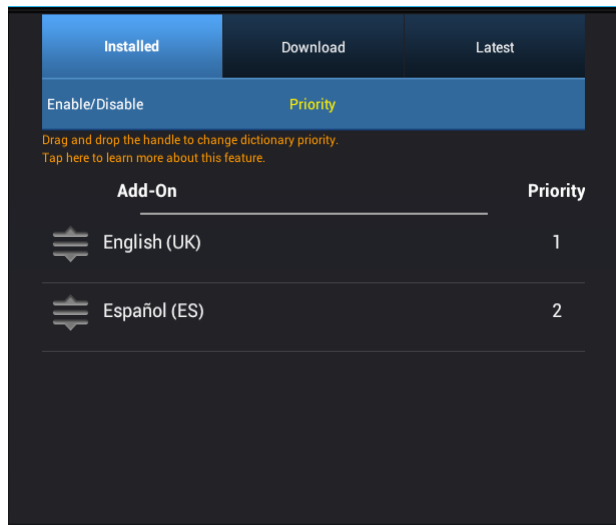 Installed Download Latest
Enable/Disable Priority
Drag and drop the handle to change dictionary priority.
Tap here to learn more about this feature.
Add-On Priority
English (UK) 1
Español (ES) 2